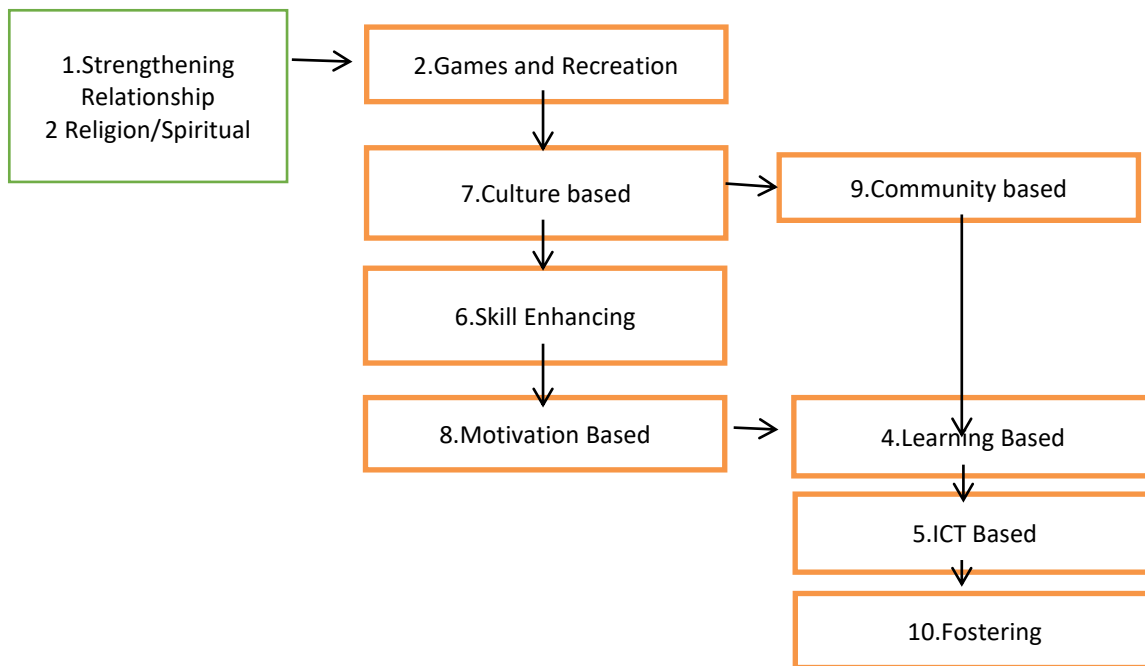 1.Strengthening
Relationship
2 Religion/Spiritual
2.Games and Recreation
7.Culture based
9.Community based
6.Skill Enhancing
8.Motivation Based
4.Learning Based
5.ICT Based
10.Fostering